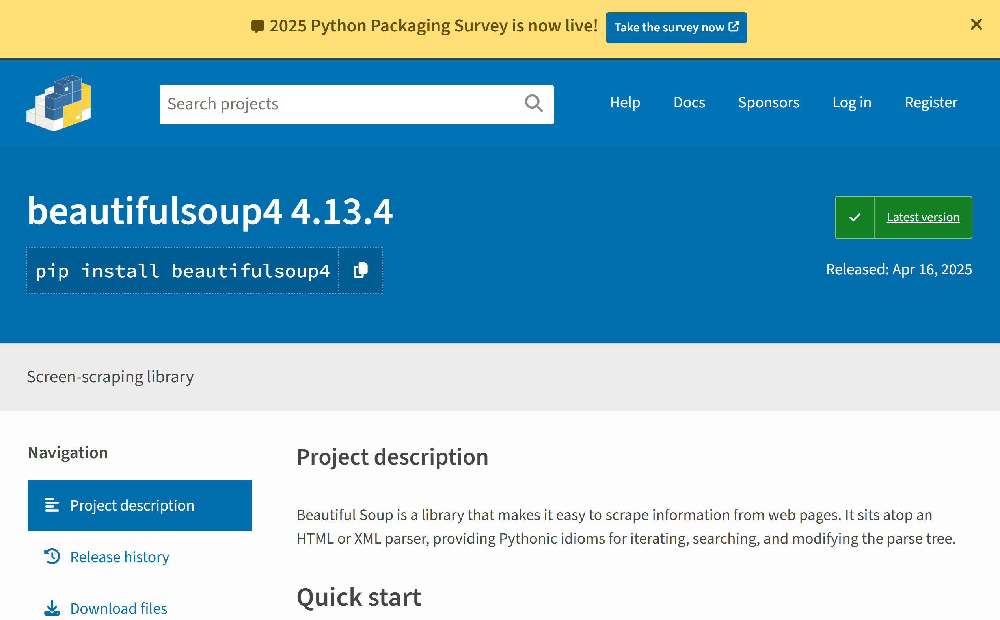 2025 Python Packaging Survey is now live! Take the survey now
Search projects
Help Docs Sponsors Log in Register
beautifulsoup4 4.13.4
Latest version
pip install beautifulsoup4
Released: Apr 16, 2025
Screen-scraping library
Navigation
Project description
Release history
Download files
Project description
Beautiful Soup is a library that makes it easy to scrape information from web pages. It sits atop an
HTML or XML parser, providing Pythonic idioms for iterating, searching, and modifying the parse tree.
Quick start